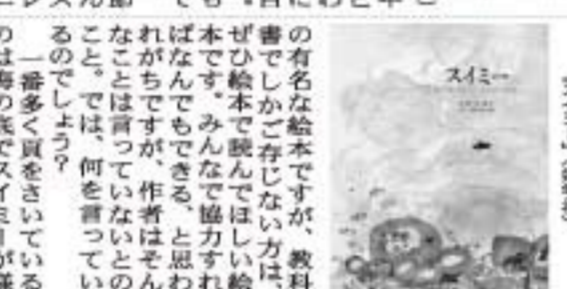 スイミー
の有名な絵本ですが、教科
書でしかご存じない方は、
ぜひ絵本で読んでほしい絵
本です。みんなで協力すれ
ばなんでもできる、と思わ
れがちですが、作者はそん
なことは言っていないとの
こと。では、何を言ってい
るのでしょう？
一番多く頁をさいている
のは海の底でスイミーが様